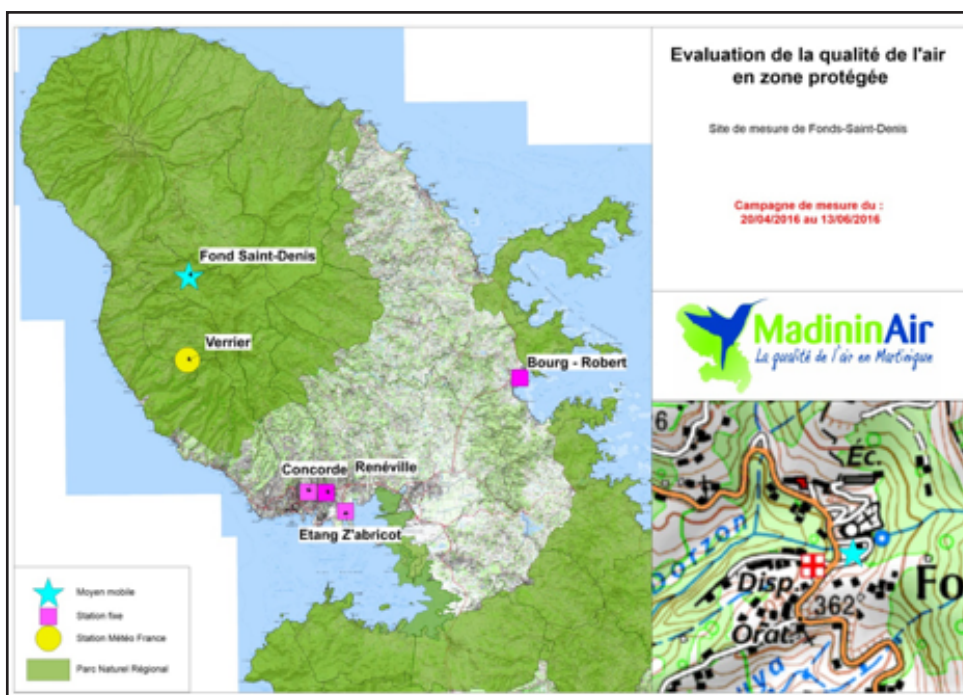 Evaluation de la qualité de l'air
en zone protégée
Site de mesure de Fonds-Saint-Denis
Campagne de mesure du :
20/04/2016 au 13/06/2016
Fond Saint-Denis
Verrier
Bourg - Robert
Concorde Renéville
Etang Z'abricot
MadininAir
La qualité de l'air en Martinique
6
Éc.
Dorzon
Disp.
362
Fo
Orat.
Moyen mobile
Station fixe
Station Météo France
Parc Naturel Régional